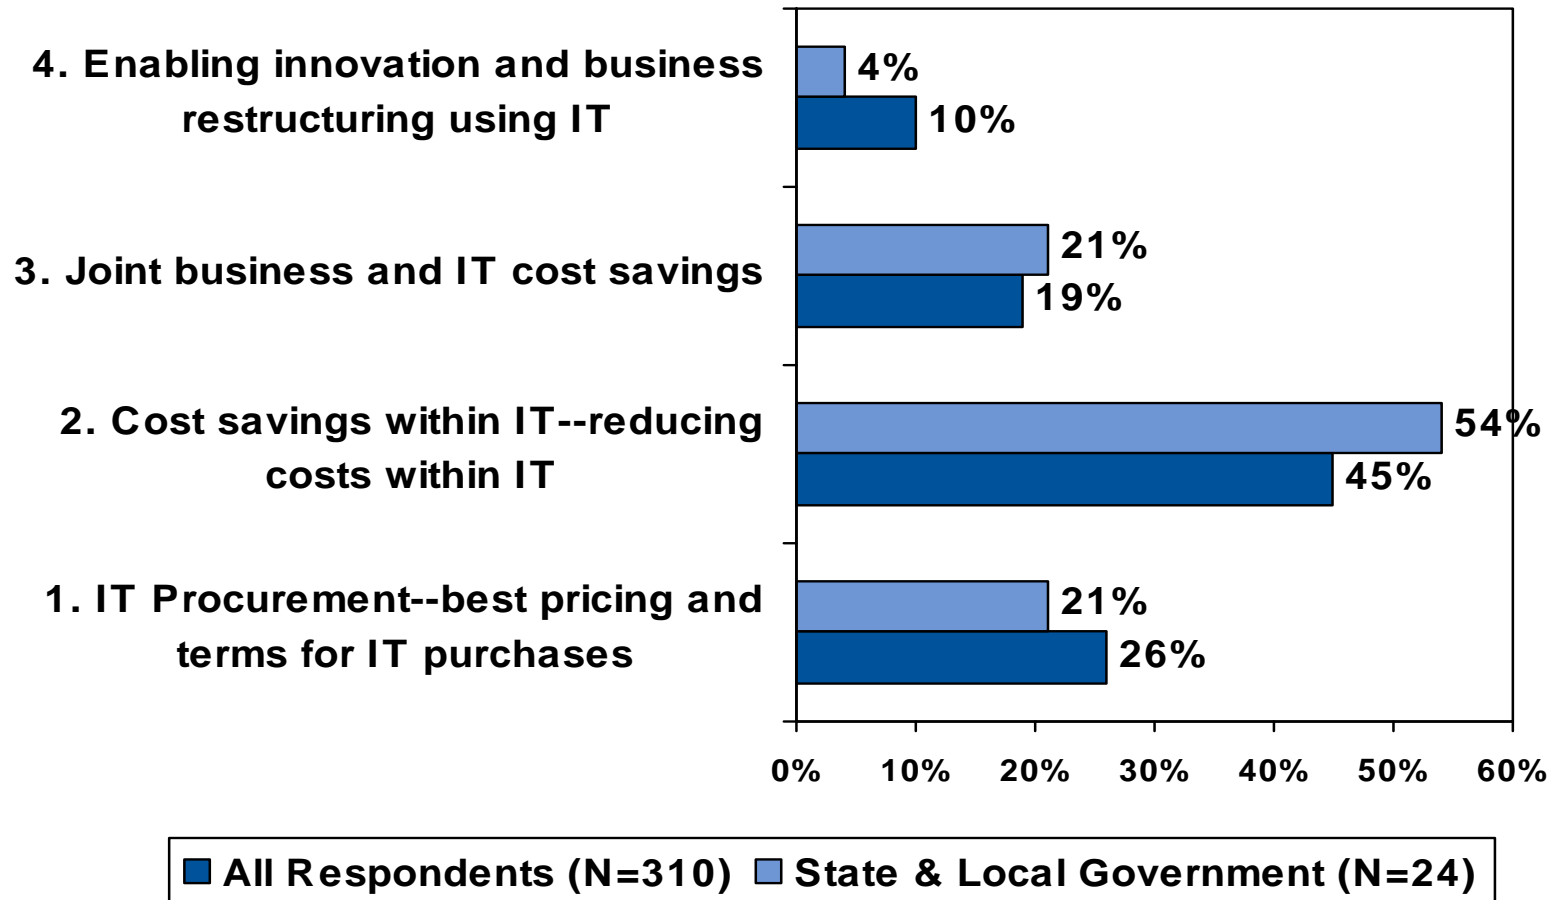 4. Enabling innovation and business
restructuring using IT
4%
10%
3. Joint business and IT cost savings
21%
19%
2. Cost savings within IT--reducing
costs within IT
54%
45%
1. IT Procurement--best pricing and
terms for IT purchases
21%
26%
0% 10% 20% 30% 40% 50% 60%
All Respondents (N=310) State & Local Government (N=24)